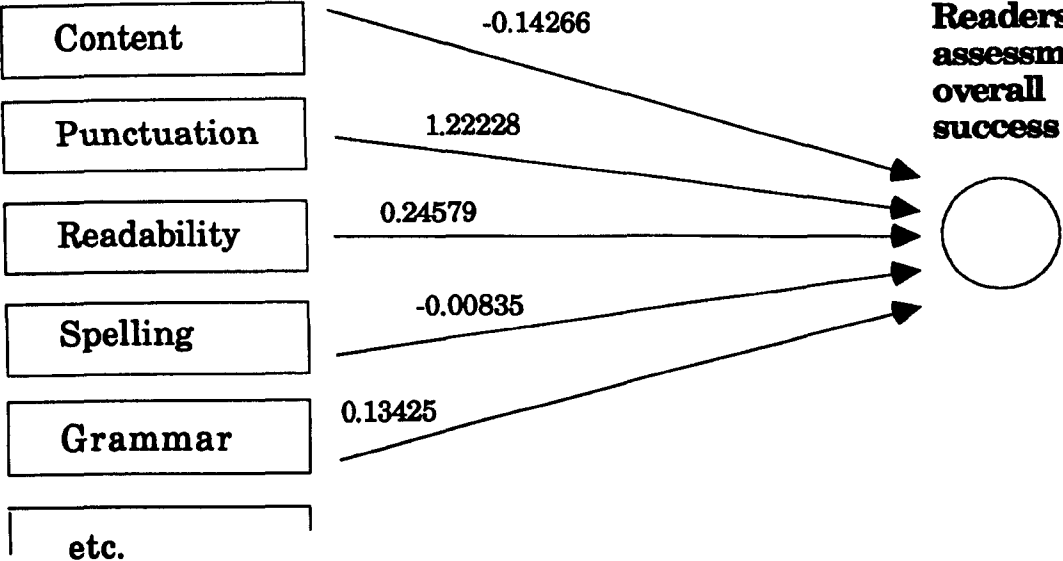 Content
-0.14266
Readers
assessm
overall
success
Punctuation
1.22228
Readability
0.24579
Spelling
-0.00835
Grammar
0.13425
etc.